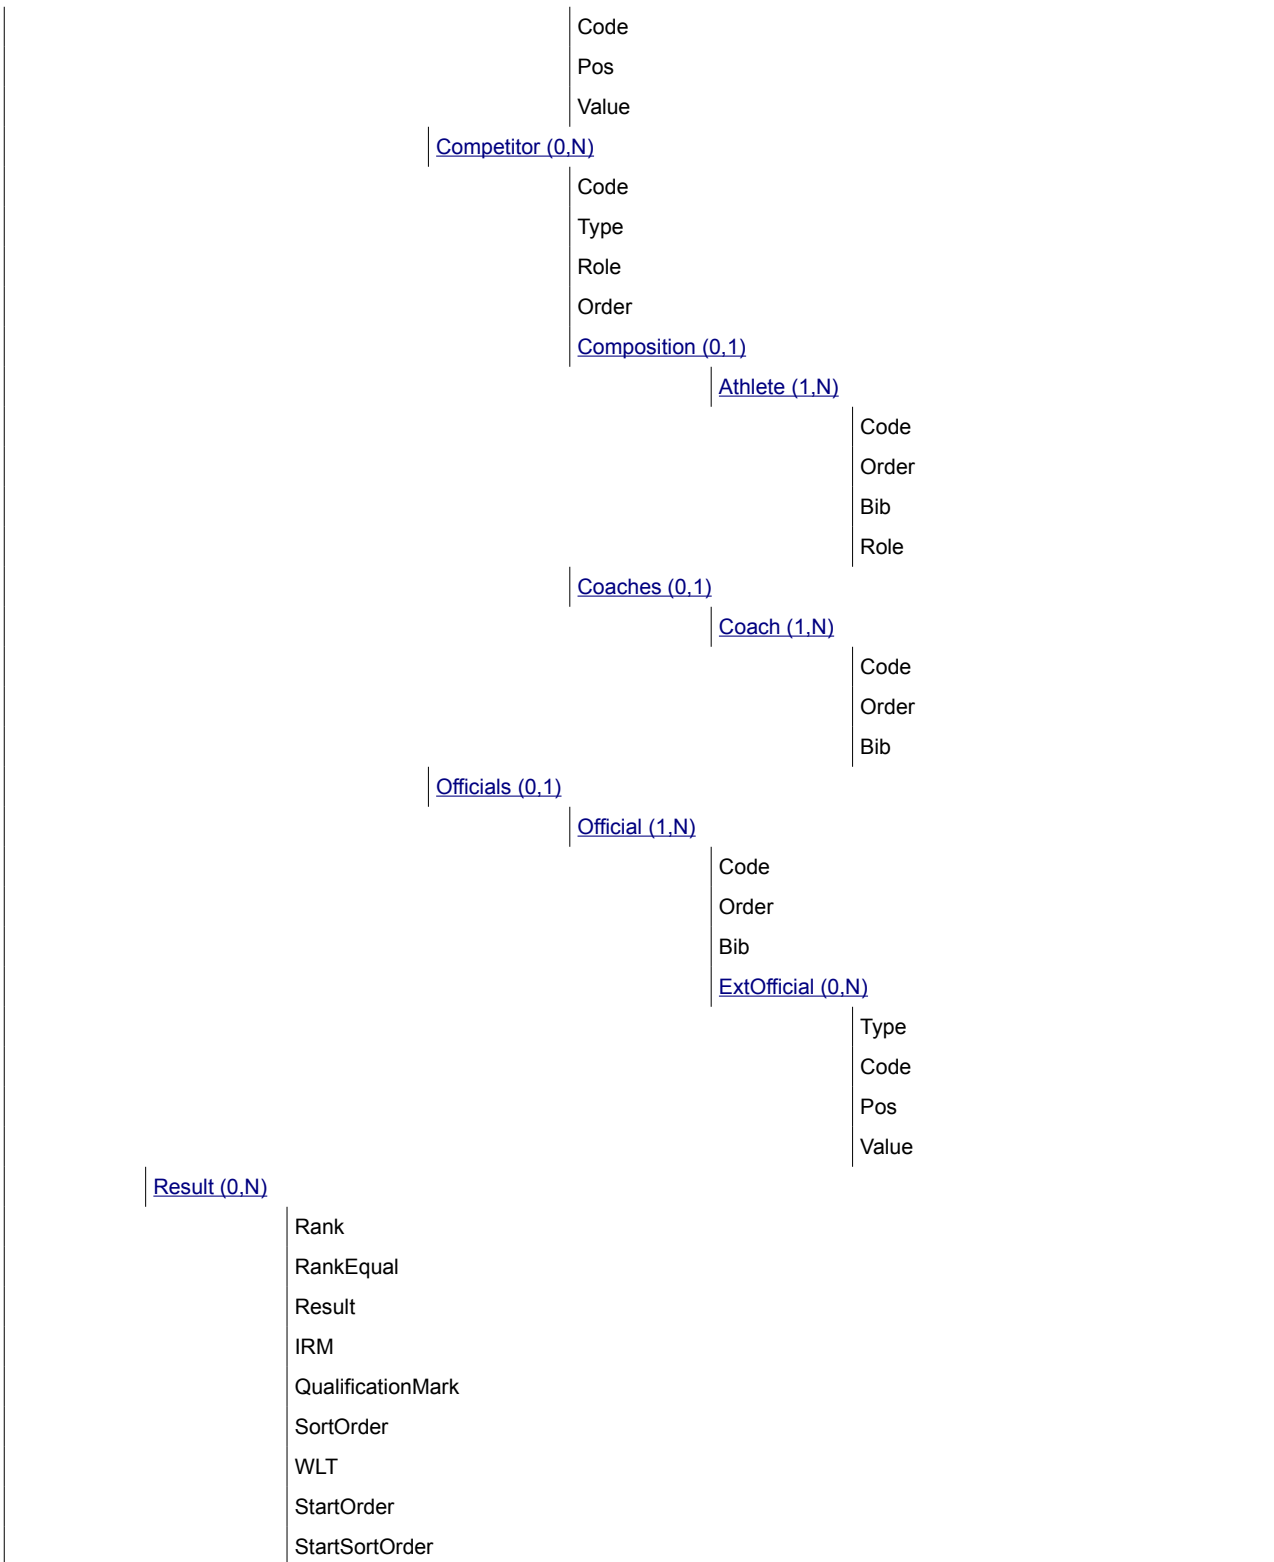 Code
Pos
Value
Competitor (0,N)
Code
Type
Role
Order
Composition (0,1)
Athlete (1,N)
Code
Order
Bib
Role
Coaches (0,1)
Coach (1,N)
Code
Order
Bib
Officials (0,1)
Official (1,N)
Code
Order
Bib
ExtOfficial (0,N)
Type
Code
Pos
Value
Result (0,N)
Rank
RankEqual
Result
IRM
QualificationMark
SortOrder
WLT
StartOrder
StartSortOrder